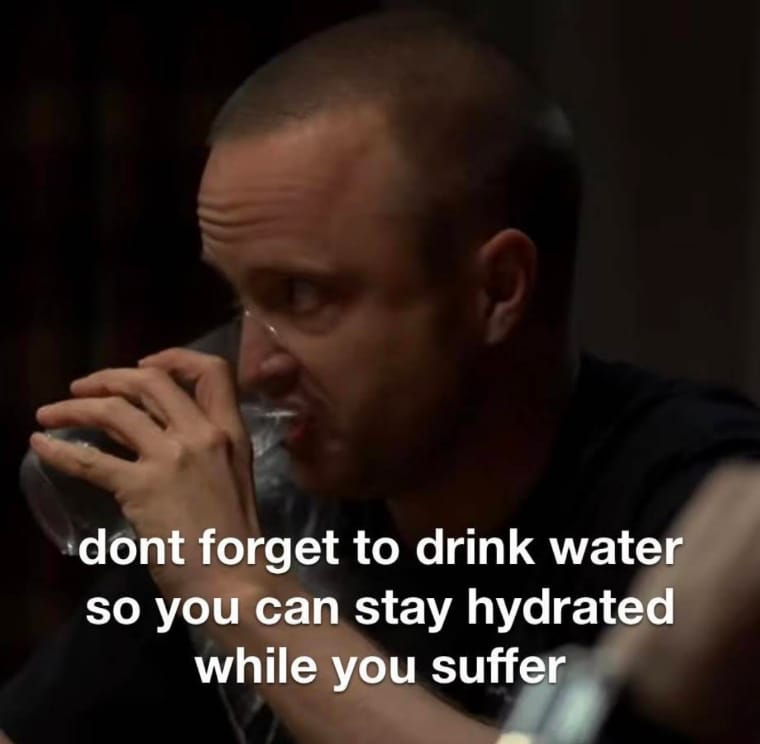 dont forget to drink water
so you can stay hydrated
while you suffer